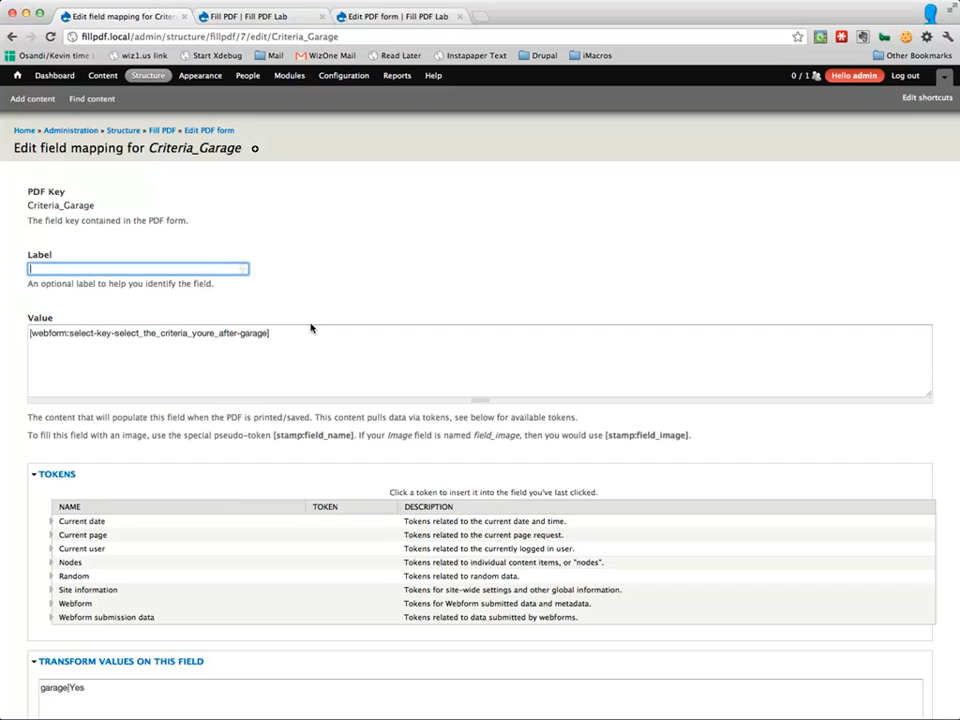 Edit field mapping for Criteri
Fill PDF | Fill PDF Lab
Edit PDF form | Fill PDF Lab
fillpdf.local/admin/structure/fillpdf/7/edit/Criteria_Garage
Osandi/Kevin time
wiz1.us link
Start Xdebug
Mail
WizOne Mail
Read Later
Instapaper Text
Drupal
iMacros
Other Bookmarks
Dashboard Content Structure Appearance People Modules Configuration Reports Help
0 / 1
Hello admin
Log out
Add content Find content
Edit shortcuts
Home » Administration » Structure » Fill PDF » Edit PDF form
Edit field mapping for Criteria_Garage
PDF Key
Criteria_Garage
The field key contained in the PDF form.
Label
An optional label to help you identify the field.
Value
[webform:select-key-select_the_criteria_youre_after-garage]
The content that will populate this field when the PDF is printed/saved. This content pulls data via tokens, see below for available tokens.
To fill this field with an image, use the special pseudo-token [stamp:field_name]. If your Image field is named field_image, then you would use [stamp:field_image].
TOKENS
Click a token to insert it into the field you've last clicked.
NAME TOKEN DESCRIPTION
Current date Tokens related to the current date and time.
Current page Tokens related to the current page request.
Current user Tokens related to the currently logged in user.
Nodes Tokens related to individual content items, or "nodes".
Random Tokens related to random data.
Site information Tokens for site-wide settings and other global information.
Webform Tokens for Webform submitted data and metadata.
Webform submission data Tokens related to data submitted by webforms.
TRANSFORM VALUES ON THIS FIELD
garage|Yes